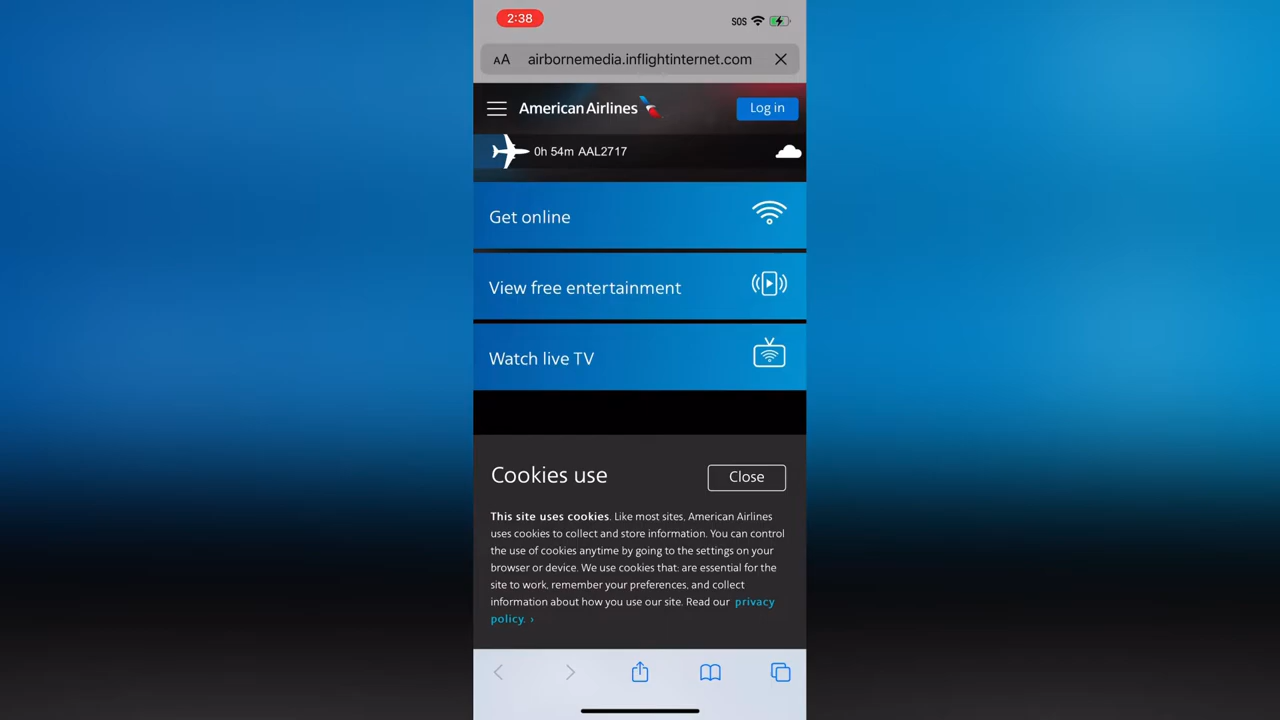 2:38
SOS
AA airbornemedia.inflightinternet.com
American Airlines
Log in
0h 54m AAL2717
Get online
View free entertainment
Watch live TV
Cookies use
Close
This site uses cookies. Like most sites, American Airlines
uses cookies to collect and store information. You can control
the use of cookies anytime by going to the settings on your
browser or device. We use cookies that: are essential for the
site to work, remember your preferences, and collect
information about how you use our site. Read our privacy
policy. ›